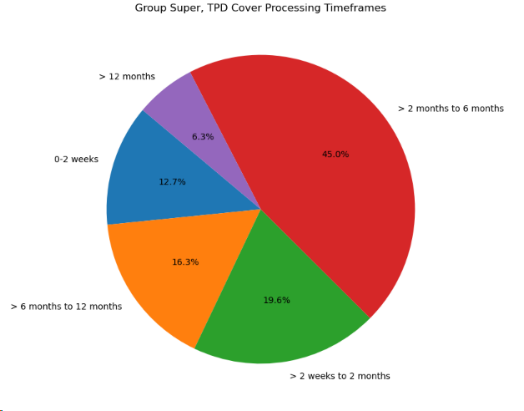 Group Super, TPD Cover Processing Timeframes
> 12 months
> 2 months to 6 months
6.3%
45.0%
0-2 weeks
12.7%
16.3%
19.6%
> 6 months to 12 months
> 2 weeks to 2 months